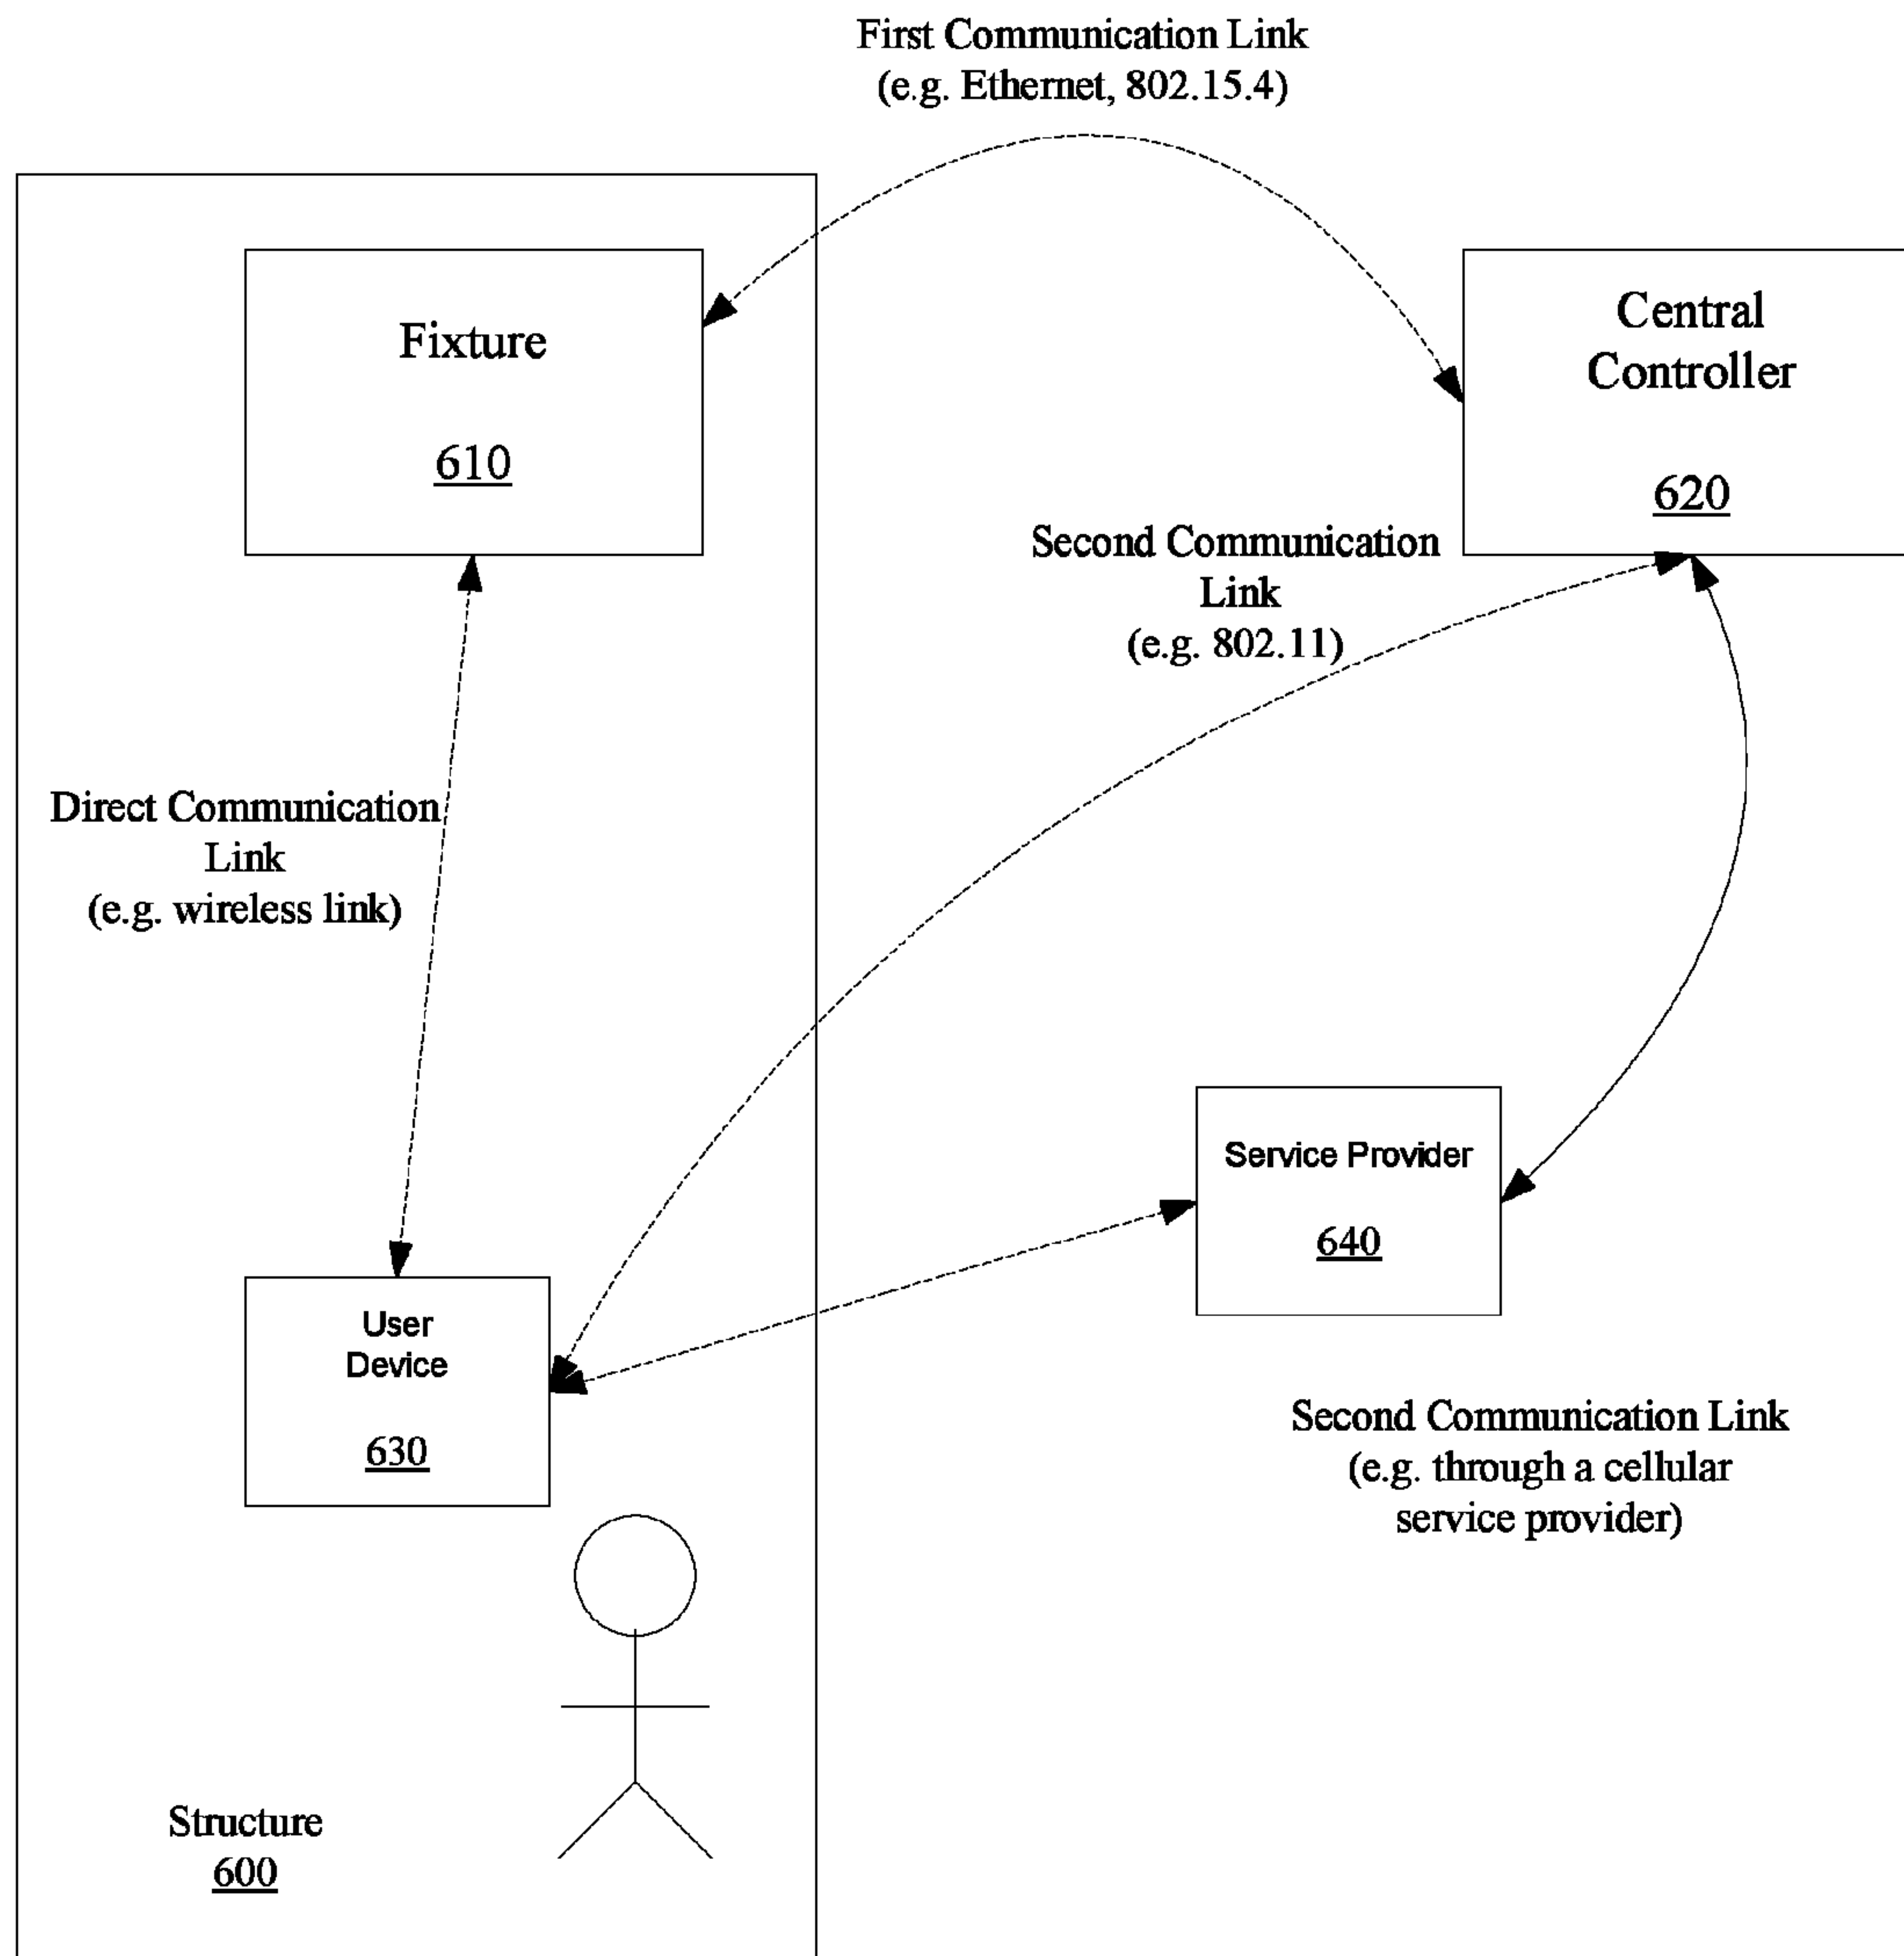 First Communication Link
(e.g. Ethernet, 802.15.4)
Fixture
610
Central
Controller
620
Second Communication
Link
(e.g. 802.11)
Direct Communication
Link
(e.g. wireless link)
Service Provider
640
User
Device
630
Second Communication Link
(e.g. through a cellular
service provider)
Structure
600